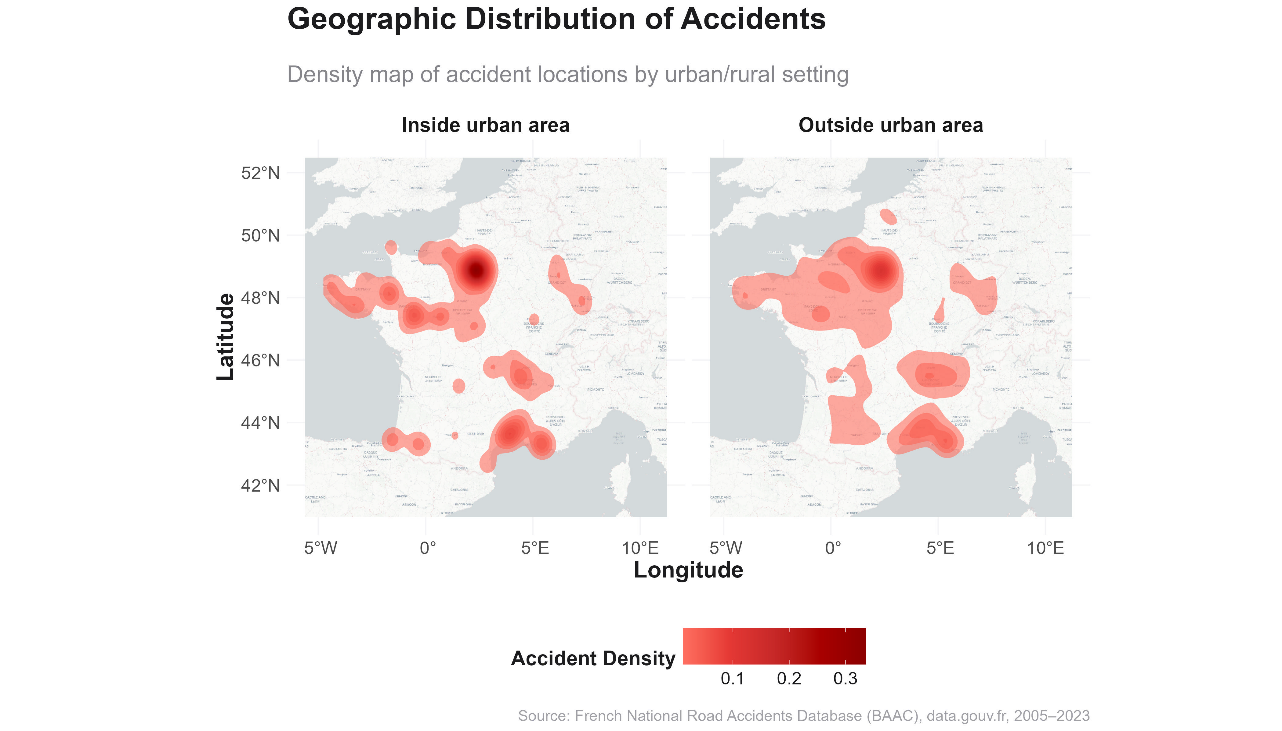 Geographic Distribution of Accidents
Density map of accident locations by urban/rural setting
Inside urban area
Outside urban area
52°N
50°N
48°N
46°N
44°N
42°N
Latitude
5°W 0° 5°E 10°E
5°W 0° 5°E 10°E
Longitude
Accident Density
0.1 0.2 0.3
Source: French National Road Accidents Database (BAAC), data.gouv.fr, 2005–2023